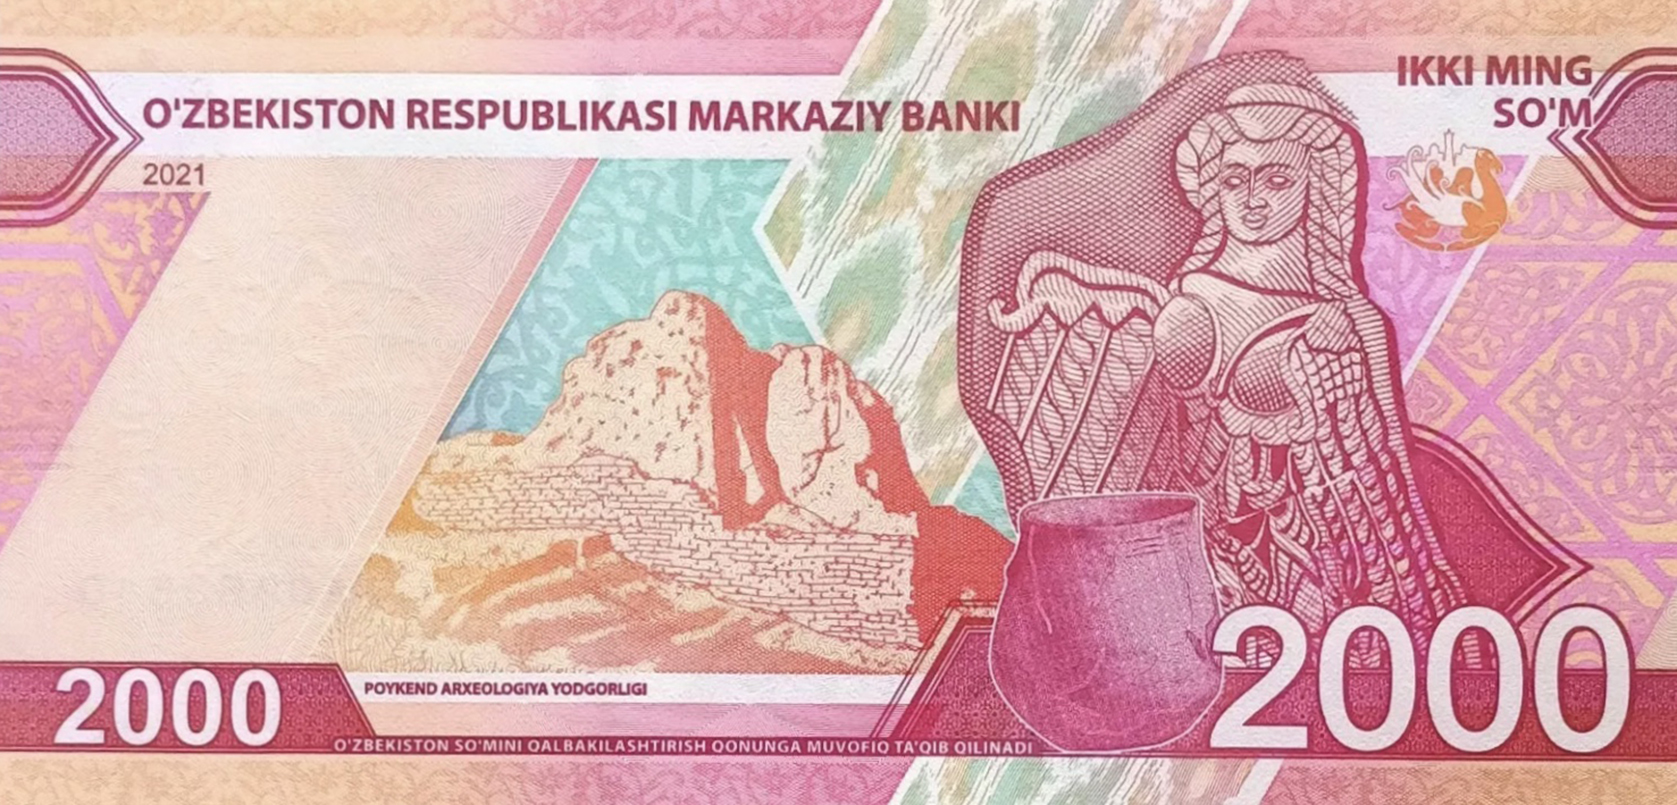 O'ZBEKISTON RESPUBLIKASI MARKAZIY BANKI
2021
IKKI MING
SO'M
2000
POYKEND ARXEOLOGIYA YODGORLIGI
O'ZBEKISTON SO'MINI QALBAKILASHTIRISH QONUNGA MUVOFIQ TA'QIB QILINADI
2000